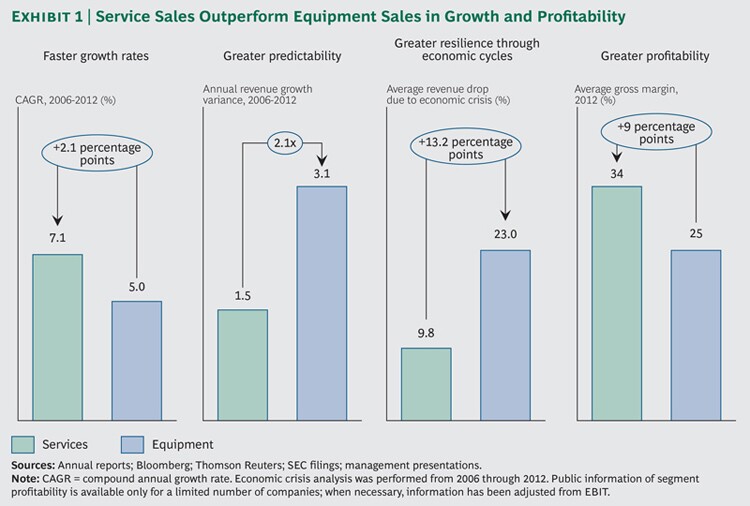 EXHIBIT 1 | Service Sales Outperform Equipment Sales in Growth and Profitability
Faster growth rates
CAGR, 2006-2012 (%)
+2.1 percentage
points
7.1
5.0
Greater predictability
Annual revenue growth
variance, 2006-2012
2.1x
3.1
1.5
Greater resilience through
economic cycles
Average revenue drop
due to economic crisis (%)
+13.2 percentage
points
23.0
9.8
Greater profitability
Average gross margin,
2012 (%)
+9 percentage
points
34
25
Services
Equipment
Sources: Annual reports; Bloomberg; Thomson Reuters; SEC filings; management presentations.
Note: CAGR = compound annual growth rate. Economic crisis analysis was performed from 2006 through 2012. Public information of segment
profitability is available only for a limited number of companies; when necessary, information has been adjusted from EBIT.